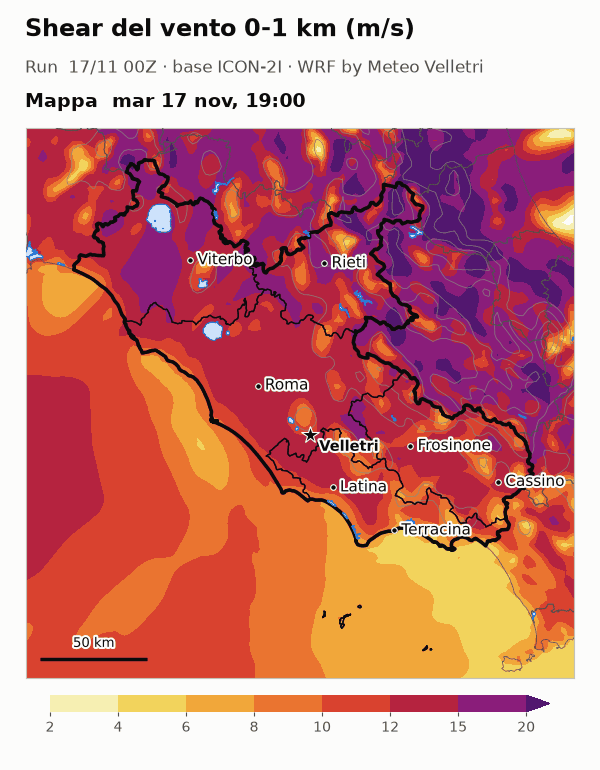 Shear del vento 0-1 km (m/s)
Run 17/11 00Z · base ICON-2I · WRF by Meteo Velletri
Mappa mar 17 nov, 19:00
Viterbo
Rieti
Roma
Velletri
Frosinone
Latina
Cassino
Terracina
50 km
2 4 6 8 10 12 15 20